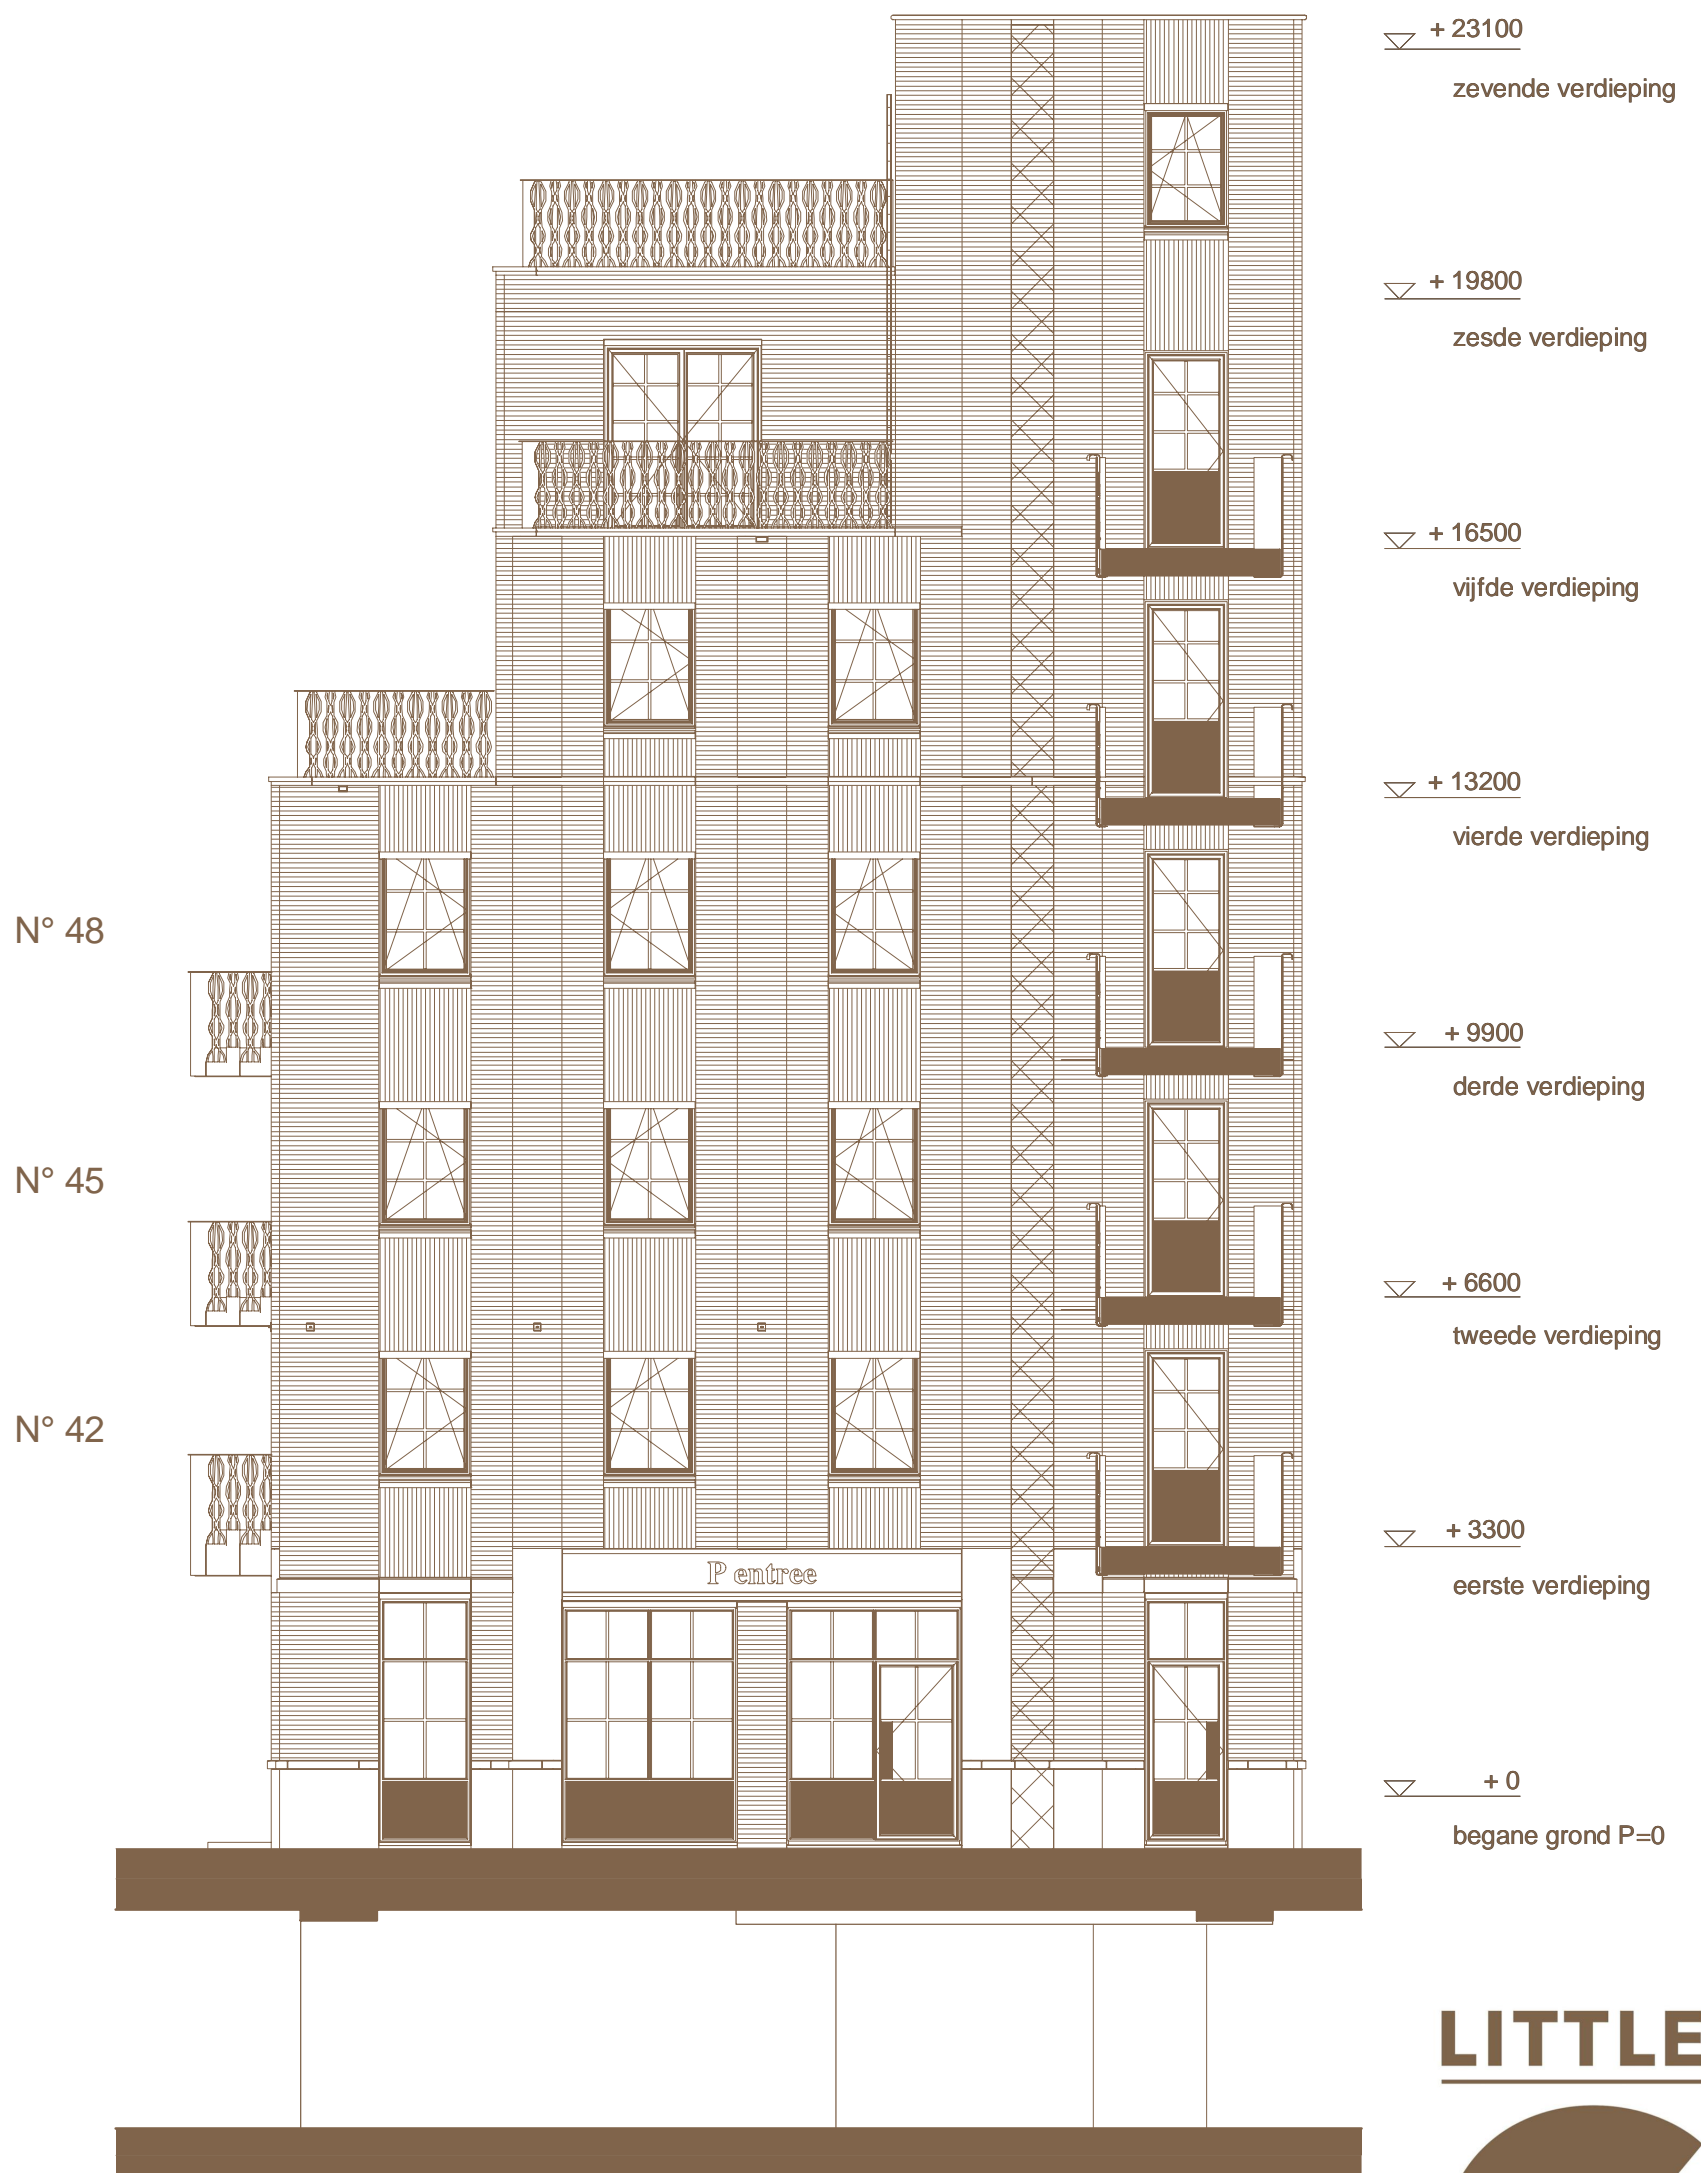 + 23100
zevende verdieping
+ 19800
zesde verdieping
+ 16500
vijfde verdieping
+ 13200
vierde verdieping
N° 48
+ 9900
derde verdieping
N° 45
+ 6600
tweede verdieping
N° 42
+ 3300
P entree
eerste verdieping
+ 0
begane grond P=0
LITTLE